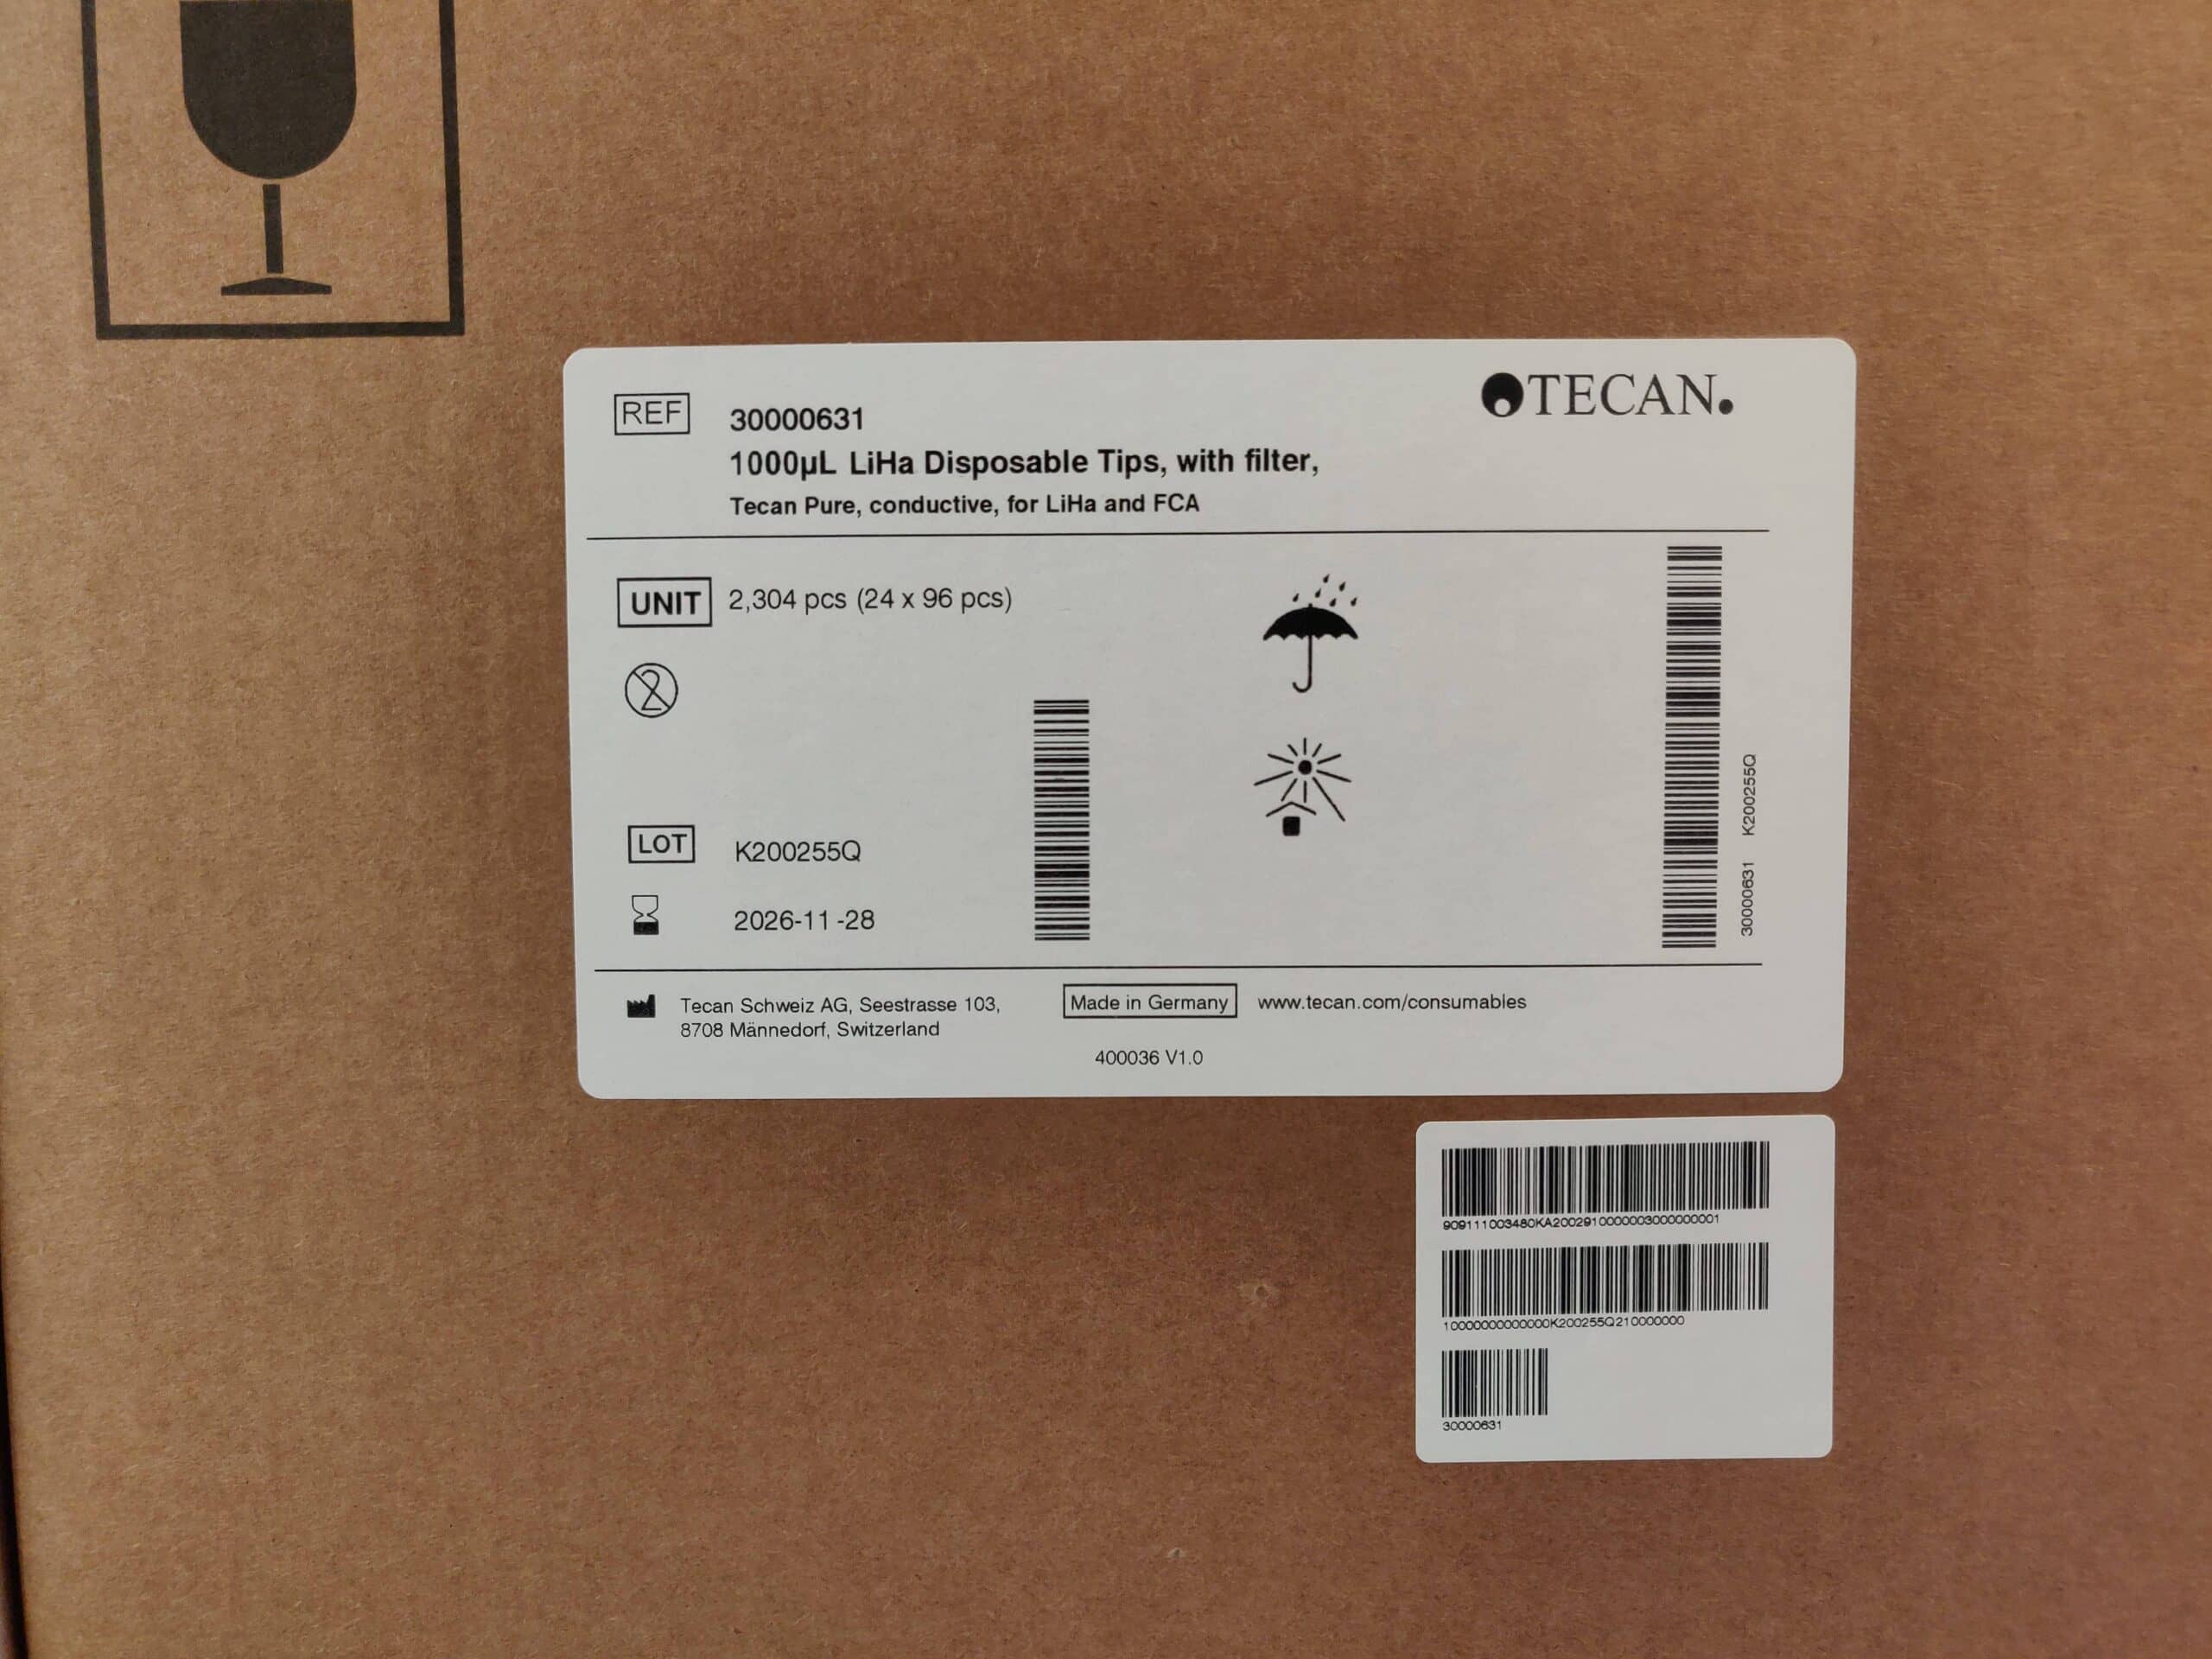 REF 30000631 TECAN.
1000µL LiHa Disposable Tips, with filter,
Tecan Pure, conductive, for LiHa and FCA
UNIT 2,304 pcs (24 x 96 pcs)
2
LOT K200255Q
2026-11-28
30000631 K200255Q
Tecan Schweiz AG, Seestrasse 103,
8708 Männedorf, Switzerland
Made in Germany www.tecan.com/consumables
400036 V1.0
909111003480KA2002910000003000000001
10000000000000K200255Q210000000
30000631